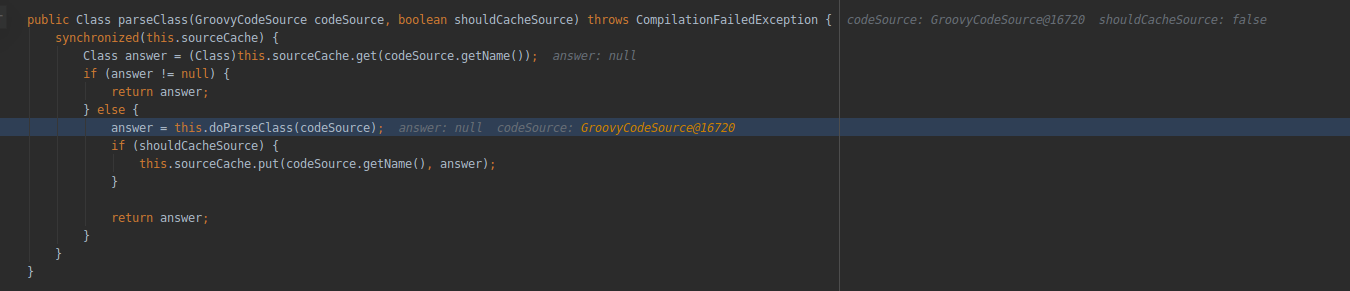 public Class parseClass(GroovyCodeSource codeSource, boolean shouldCacheSource) throws CompilationFailedException {  codeSource: GroovyCodeSource@16720  shouldCacheSource: false
    synchronized(this.sourceCache) {
        Class answer = (Class)this.sourceCache.get(codeSource.getName());  answer: null
        if (answer != null) {
            return answer;
        } else {
            answer = this.doParseClass(codeSource);  answer: null  codeSource: GroovyCodeSource@16720
            if (shouldCacheSource) {
                this.sourceCache.put(codeSource.getName(), answer);
            }

            return answer;
        }
    }
}